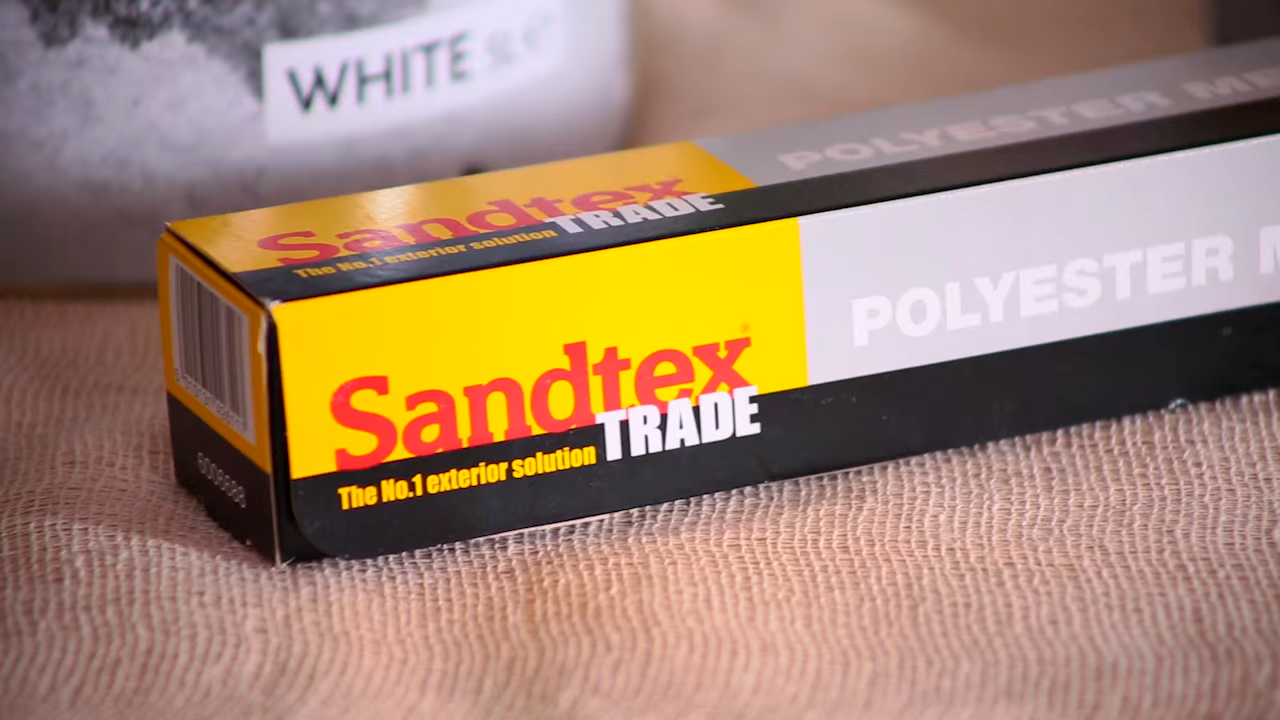 WHITE
POLYESTER
Sandtex
TRADE
The No.1 exterior solution
POLYESTER
Sandtex®
TRADE
The No.1 exterior solution